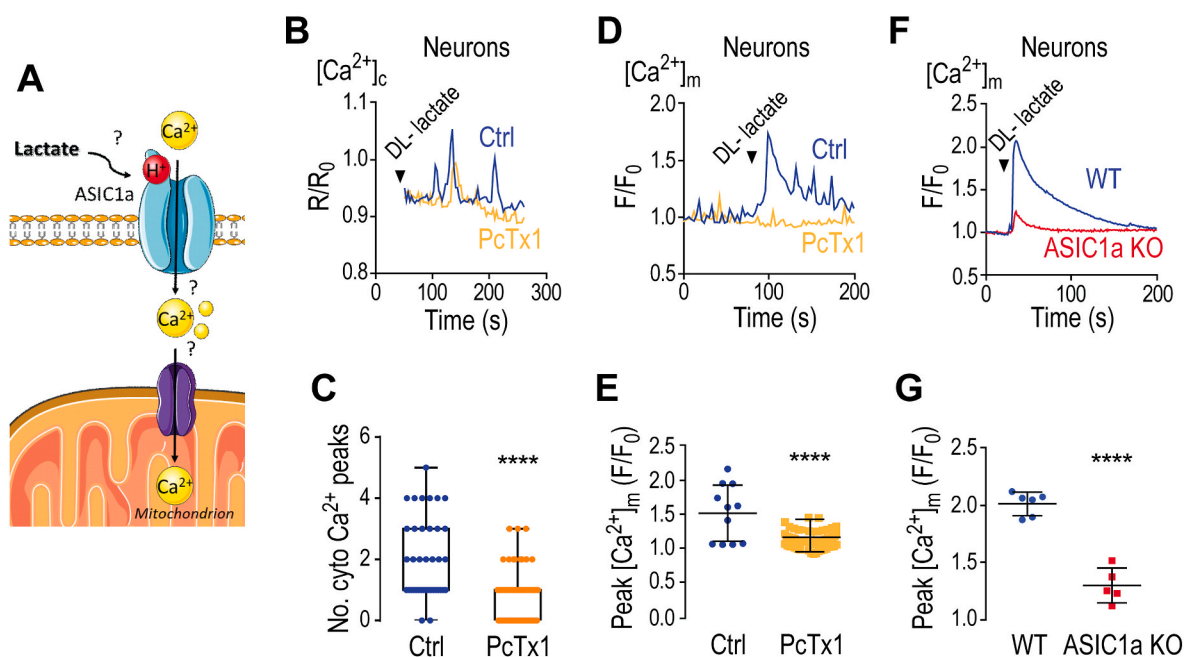 A
Ca2+
?
Lactate
H+
ASIC1a
?
Ca2+
?
Ca2+
Mitochondrion
B
Neurons
[Ca2+]c
1.1
1.0
0.9
0.8
R/R0
DL- lactate
Ctrl
PcTx1
0
100
200
300
Time (s)
D
Neurons
[Ca2+]m
2.0
1.5
1.0
0.5
F/F0
DL- lactate
Ctrl
PcTx1
0
100
200
Time (s)
F
Neurons
[Ca2+]m
2.5
2.0
1.5
1.0
0.5
F/F0
DL- lactate
WT
ASIC1a KO
0
100
200
Time (s)
C
No. cyto Ca2+ peaks
6
4
2
0
****
Ctrl
PcTx1
E
Peak [Ca2+]m (F/F0)
2.5
2.0
1.5
1.0
0.5
0.0
****
Ctrl
PcTx1
G
Peak [Ca2+]m (F/F0)
2.5
2.0
1.5
1.0
****
WT
ASIC1a KO